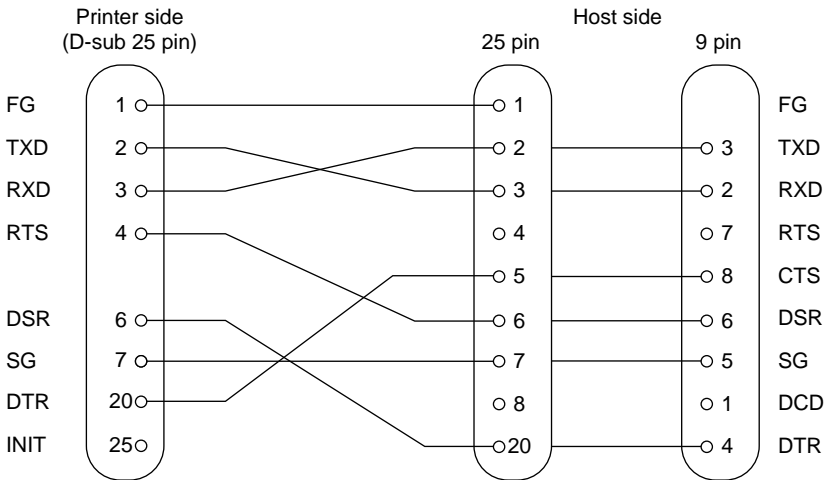 Printer side
(D-sub 25 pin)
Host side
25 pin
9 pin
FG 1 1 FG
TXD 2 2 3 TXD
RXD 3 3 2 RXD
RTS 4 4 7 RTS
5 8 CTS
DSR 6 6 6 DSR
SG 7 7 5 SG
DTR 20 8 1 DCD
INIT 25 20 4 DTR